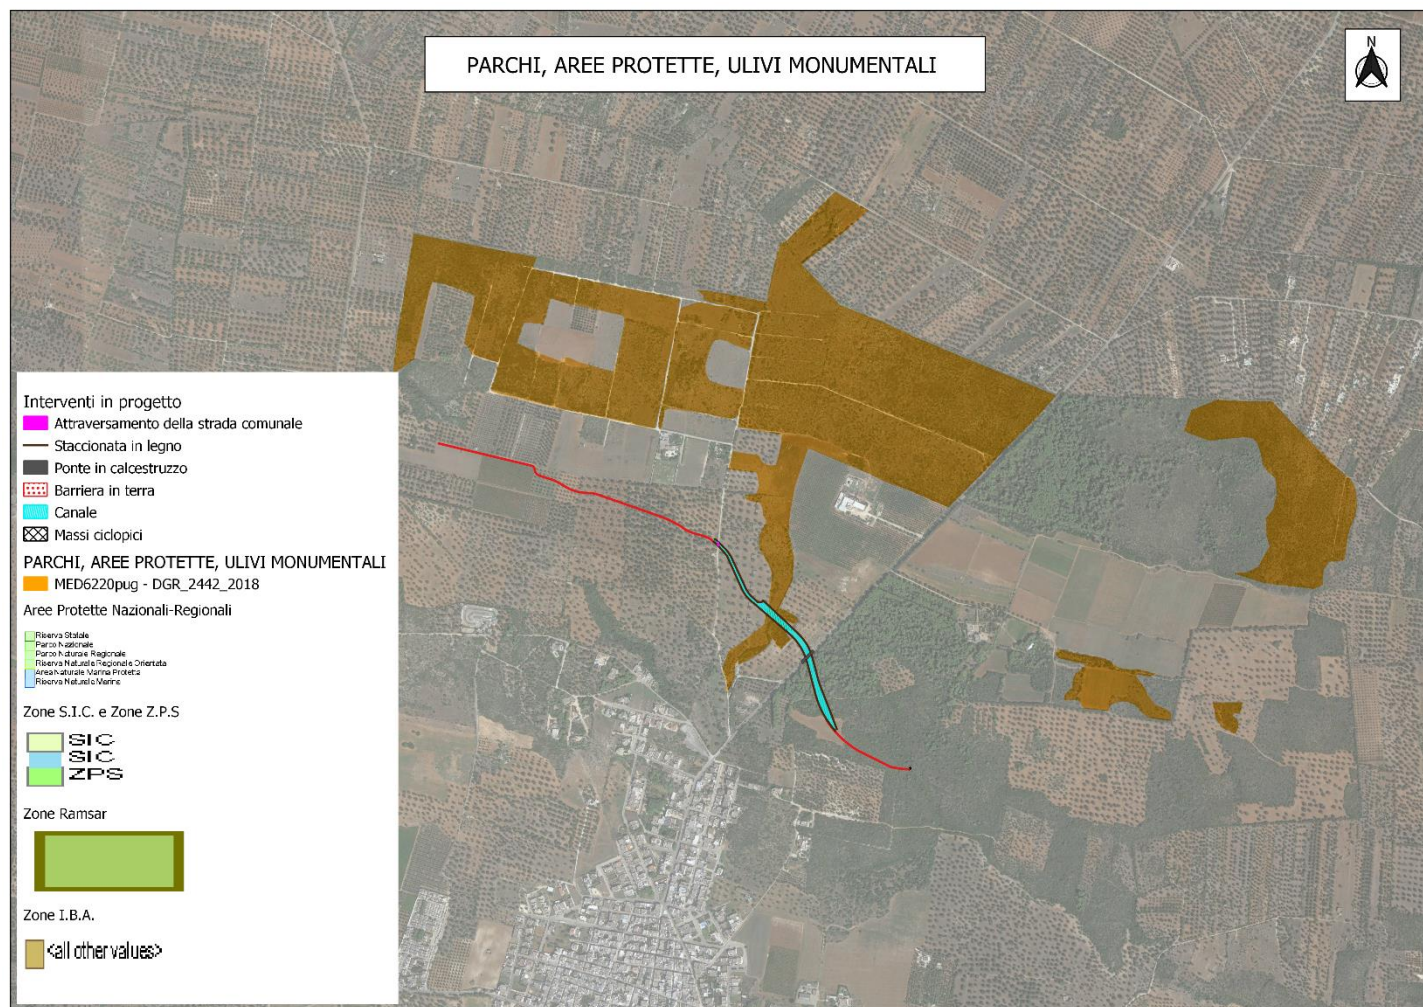 PARCHI, AREE PROTETTE, ULIVI MONUMENTALI
N
Interventi in progetto
Attraversamento della strada comunale
Staccionata in legno
Ponte in calcestruzzo
Barriera in terra
Canale
Massi ciclopici
PARCHI, AREE PROTETTE, ULIVI MONUMENTALI
MED6220pug - DGR_2442_2018
Aree Protette Nazionali-Regionali
Riserva Statale
Parco Nazionale
Parco Naturale Regionale
Riserva Naturale Regionale Orientata
Area Naturale Marina Protetta
Riserva Naturale Marina
Zone S.I.C. e Zone Z.P.S
SIC
SIC
ZPS
Zone Ramsar
Zone I.B.A.
<all other values>